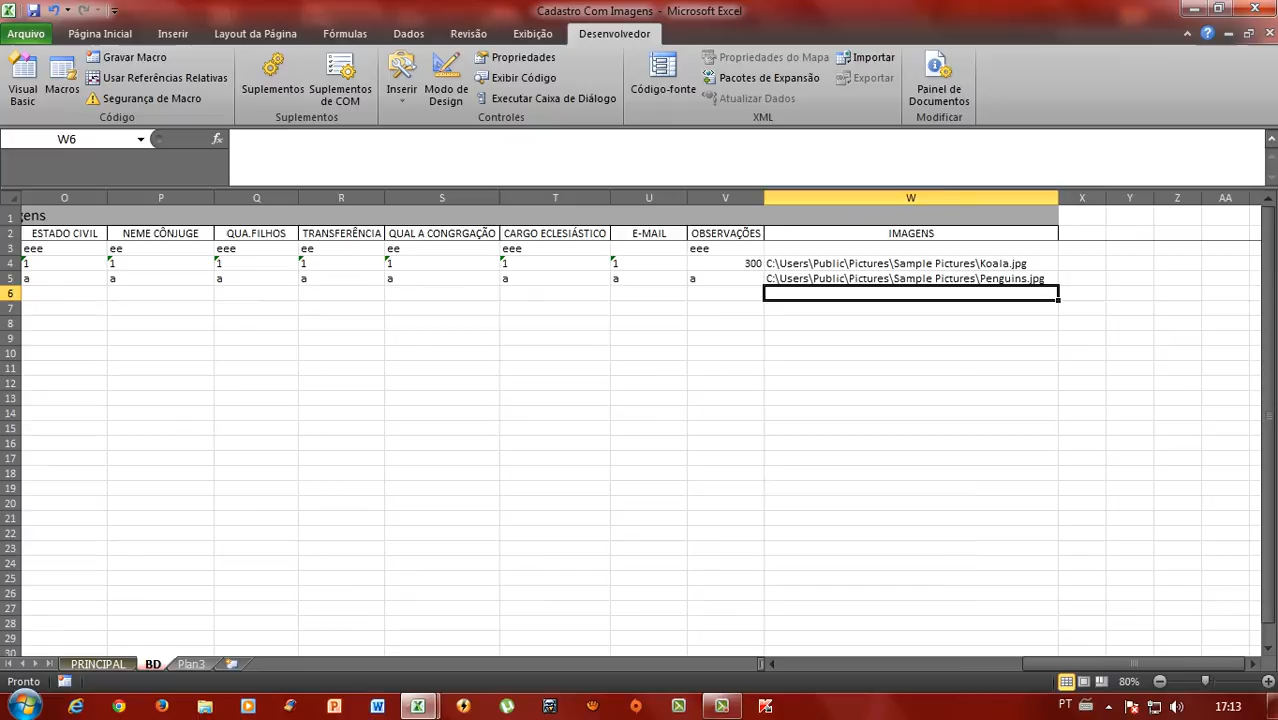 Cadastro Com Imagens - Microsoft Excel
Arquivo Página Inicial Inserir Layout da Página Fórmulas Dados Revisão Exibição Desenvolvedor
Visual Basic
Macros
Gravar Macro
Usar Referências Relativas
Segurança de Macro
Código
Suplementos
Suplementos de COM
Suplementos
Inserir
Modo de Design
Propriedades
Exibir Código
Executar Caixa de Diálogo
Controles
Código-fonte
Propriedades do Mapa
Pacotes de Expansão
Atualizar Dados
Importar
Exportar
XML
Painel de Documentos
Modificar
W6 fx
O P Q R S T U V W X Y Z AA
1 gens
2 ESTADO CIVIL NEME CÔNJUGE QUA.FILHOS TRANSFERÊNCIA QUAL A CONGRGAÇÃO CARGO ECLESIÁSTICO E-MAIL OBSERVAÇÕES IMAGENS
3 eee ee eee ee ee eee eee
4 1 1 1 1 1 1 1 300 C:\Users\Public\Pictures\Sample Pictures\Koala.jpg
5 a a a a a a a a C:\Users\Public\Pictures\Sample Pictures\Penguins.jpg
6
7
8
9
10
11
12
13
14
15
16
17
18
19
20
21
22
23
24
25
26
27
28
29
30
PRINCIPAL BD Plan3
Pronto 80%
PT 17:13